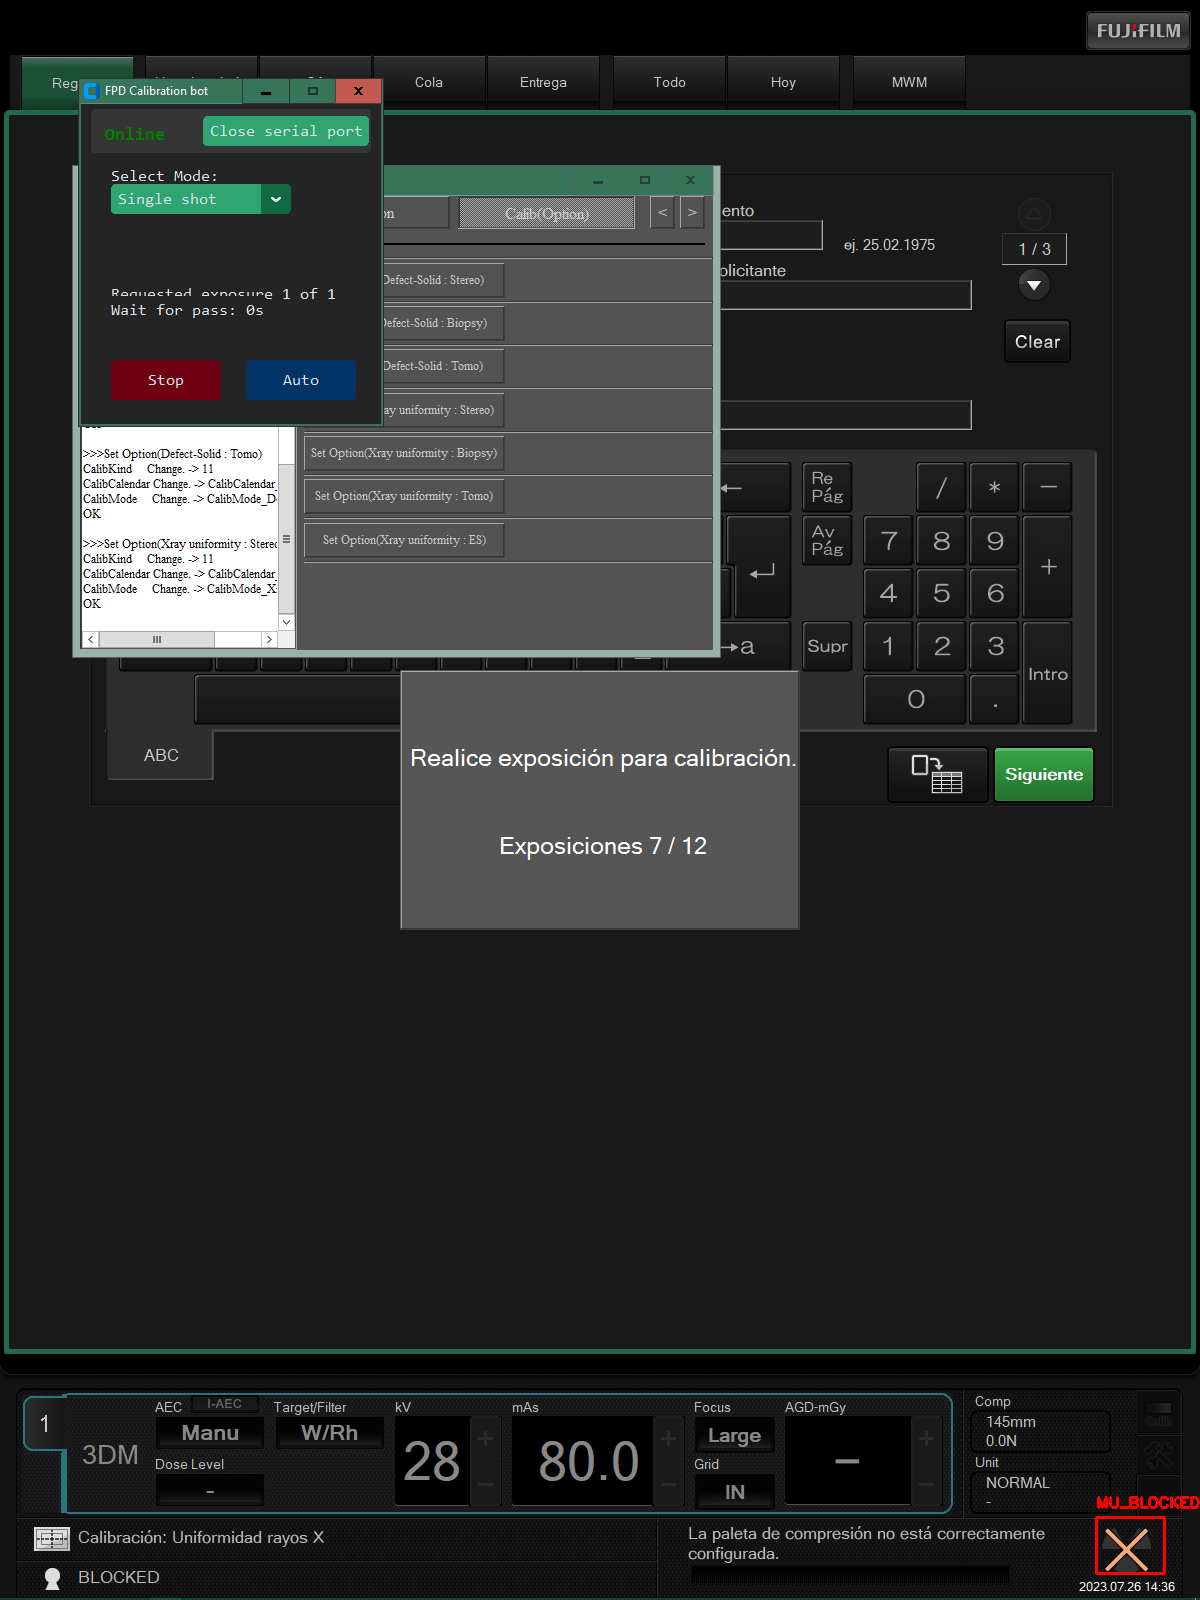 FUJIFILM
Reg
Cola
Entrega
Todo
Hoy
MWM
FPD Calibration bot
Online
Close serial port
Select Mode:
Single shot
Requested exposure 1 of 1
Wait for pass: 0s
Stop
Auto
on
Calib(Option)
<
>
Defect-Solid : Stereo)
Defect-Solid : Biopsy)
Defect-Solid : Tomo)
ay uniformity : Stereo)
Set Option(Xray uniformity : Biopsy)
Set Option(Xray uniformity : Tomo)
Set Option(Xray uniformity : ES)
>>>Set Option(Defect-Solid : Tomo)
CalibKind Change. -> 11
CalibCalendar Change. -> CalibCalendar_
CalibMode Change. -> CalibMode_D
OK
>>>Set Option(Xray uniformity : Stereo
CalibKind Change. -> 11
CalibCalendar Change. -> CalibCalendar_
CalibMode Change. -> CalibMode_X
OK
ento
ej. 25.02.1975
olicitante
1 / 3
Clear
←
Re Pág
/
*
−
Av Pág
7
8
9
+
4
5
6
→a
Supr
1
2
3
Intro
0
.
ABC
Siguiente
Realice exposición para calibración.
Exposiciones 7 / 12
1
3DM
AEC
I-AEC
Manu
Dose Level
-
Target/Filter
W/Rh
kV
28
mAs
80.0
Focus
Large
Grid
IN
AGD-mGy
−
Comp
145mm
0.0N
Unit
NORMAL
-
Calibración: Uniformidad rayos X
BLOCKED
La paleta de compresión no está correctamente
configurada.
MU_BLOCKED
2023.07.26 14:36